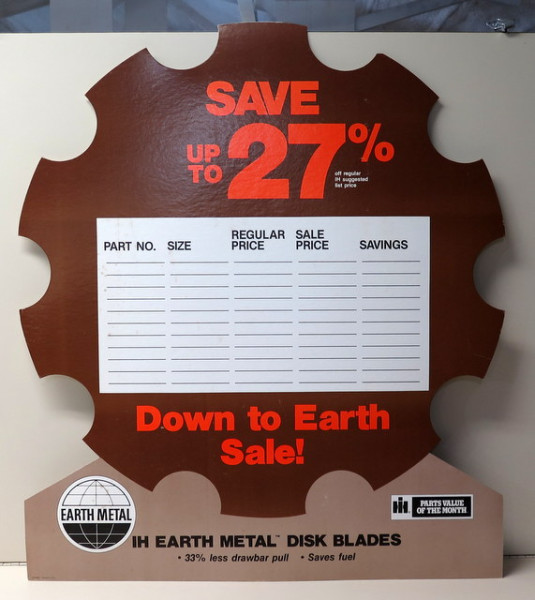 SAVE
UP TO 27%
off regular
IH suggested
list price
PART NO. SIZE REGULAR PRICE SALE PRICE SAVINGS
Down to Earth
Sale!
EARTH METAL
IH PARTS VALUE
OF THE MONTH
IH EARTH METAL™ DISK BLADES
• 33% less drawbar pull • Saves fuel